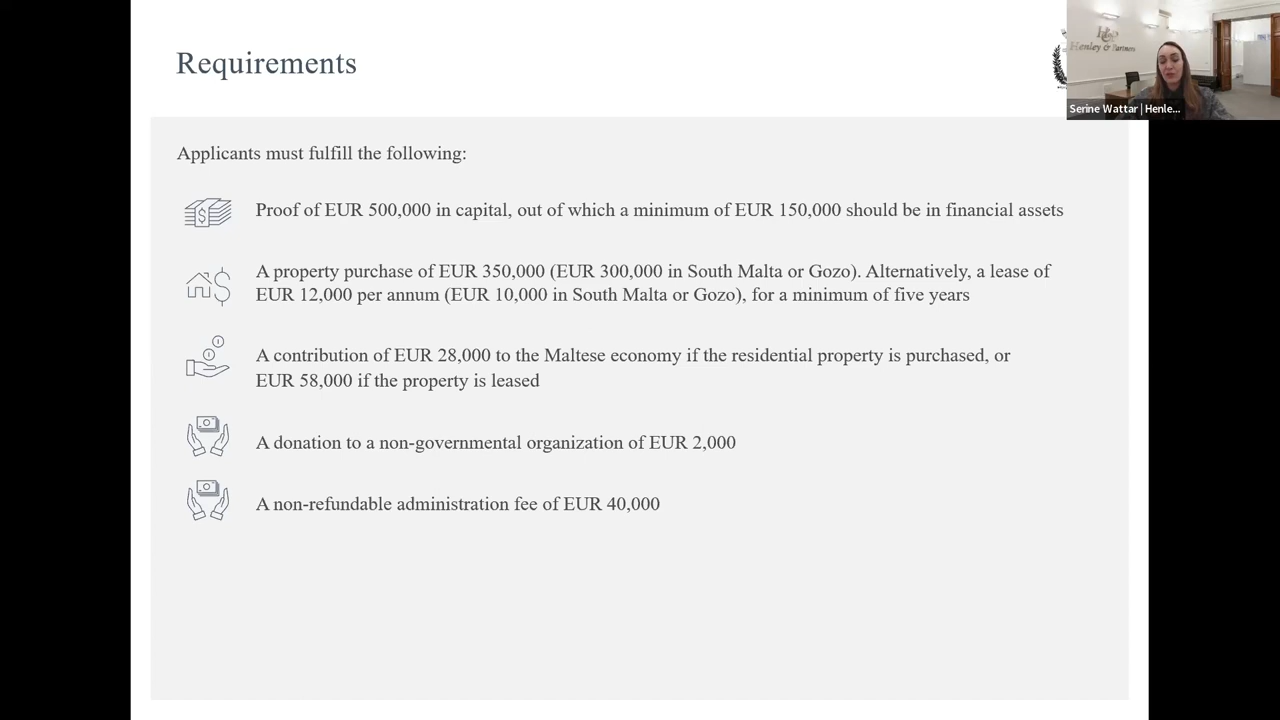 Requirements
Henley & Partners
Serine Wattar | Henle...
Applicants must fulfill the following:
Proof of EUR 500,000 in capital, out of which a minimum of EUR 150,000 should be in financial assets
A property purchase of EUR 350,000 (EUR 300,000 in South Malta or Gozo). Alternatively, a lease of
EUR 12,000 per annum (EUR 10,000 in South Malta or Gozo), for a minimum of five years
A contribution of EUR 28,000 to the Maltese economy if the residential property is purchased, or
EUR 58,000 if the property is leased
A donation to a non-governmental organization of EUR 2,000
A non-refundable administration fee of EUR 40,000